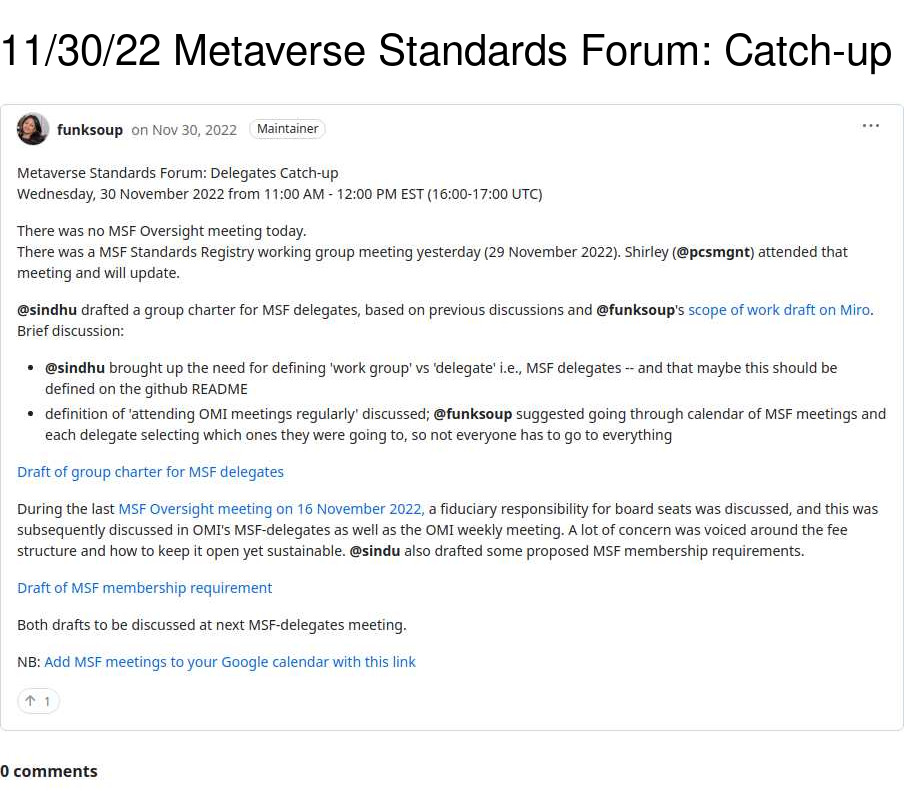 11/30/22 Metaverse Standards Forum: Catch-up
funksoup on Nov 30, 2022 Maintainer
Metaverse Standards Forum: Delegates Catch-up
Wednesday, 30 November 2022 from 11:00 AM - 12:00 PM EST (16:00-17:00 UTC)
There was no MSF Oversight meeting today.
There was a MSF Standards Registry working group meeting yesterday (29 November 2022). Shirley (@pcsmgnt) attended that
meeting and will update.
@sindhu drafted a group charter for MSF delegates, based on previous discussions and @funksoup's scope of work draft on Miro.
Brief discussion:
• @sindhu brought up the need for defining 'work group' vs 'delegate' i.e., MSF delegates -- and that maybe this should be
defined on the github README
• definition of 'attending OMI meetings regularly' discussed; @funksoup suggested going through calendar of MSF meetings and
each delegate selecting which ones they were going to, so not everyone has to go to everything
Draft of group charter for MSF delegates
During the last MSF Oversight meeting on 16 November 2022, a fiduciary responsibility for board seats was discussed, and this was
subsequently discussed in OMI's MSF-delegates as well as the OMI weekly meeting. A lot of concern was voiced around the fee
structure and how to keep it open yet sustainable. @sindu also drafted some proposed MSF membership requirements.
Draft of MSF membership requirement
Both drafts to be discussed at next MSF-delegates meeting.
NB: Add MSF meetings to your Google calendar with this link
↑ 1
0 comments